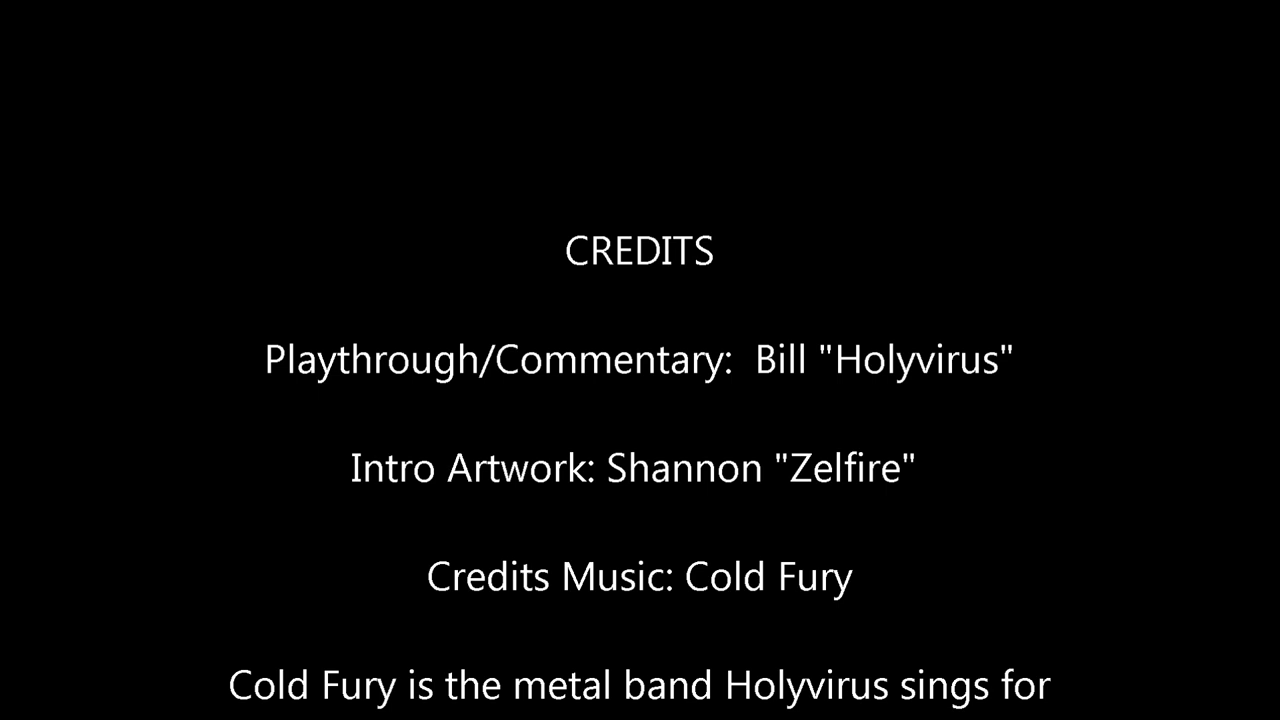 CREDITS
Playthrough/Commentary:  Bill "Holyvirus"
Intro Artwork: Shannon "Zelfire"
Credits Music: Cold Fury
Cold Fury is the metal band Holyvirus sings for